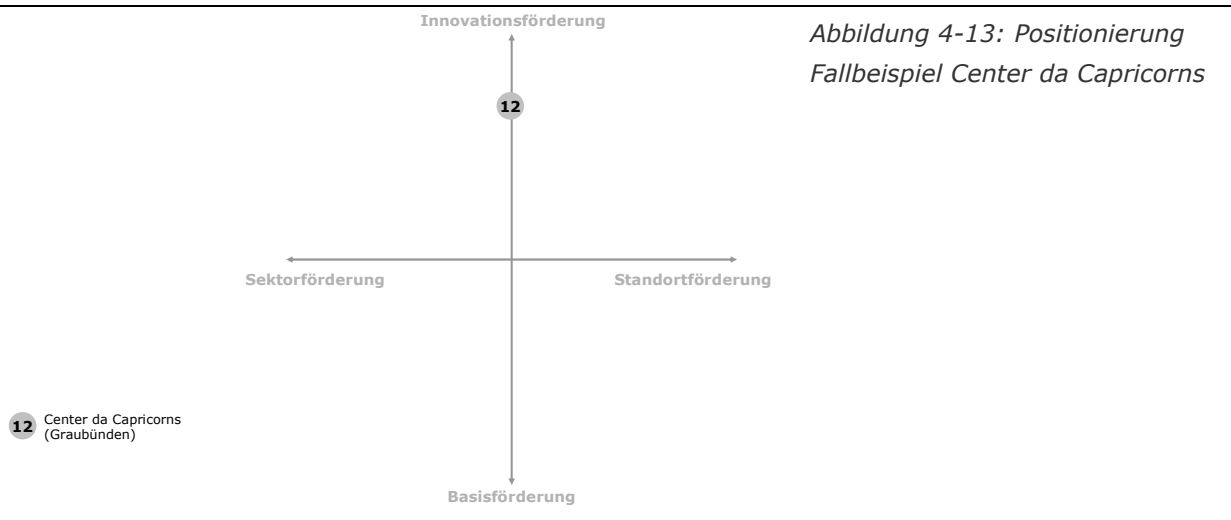 Innovationsförderung
Abbildung 4-13: Positionierung
Fallbeispiel Center da Capricorns
12
Sektorförderung
Standortförderung
12 Center da Capricorns
(Graubünden)
Basisförderung